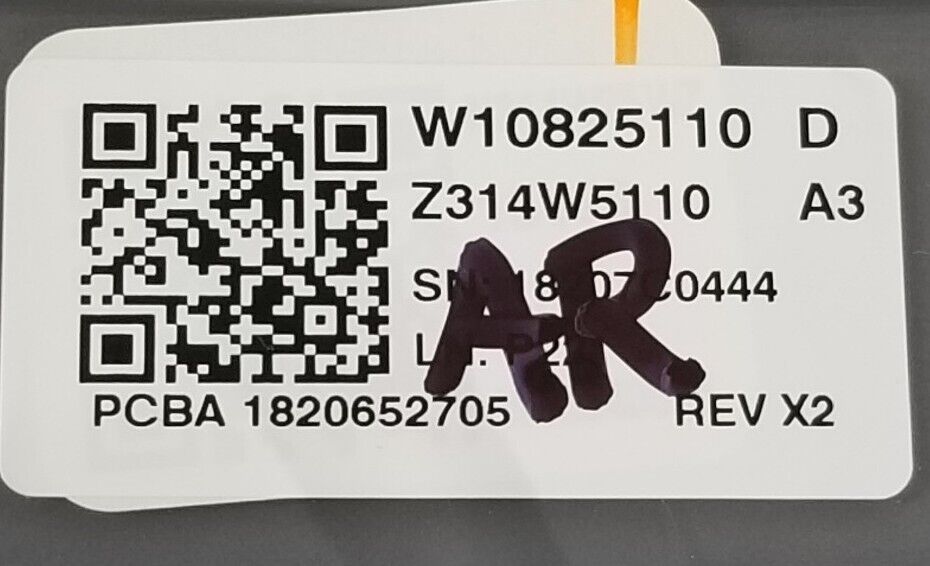 W10825110 D
Z314W5110 A3
AR
PCBA 1820652705
REV X2